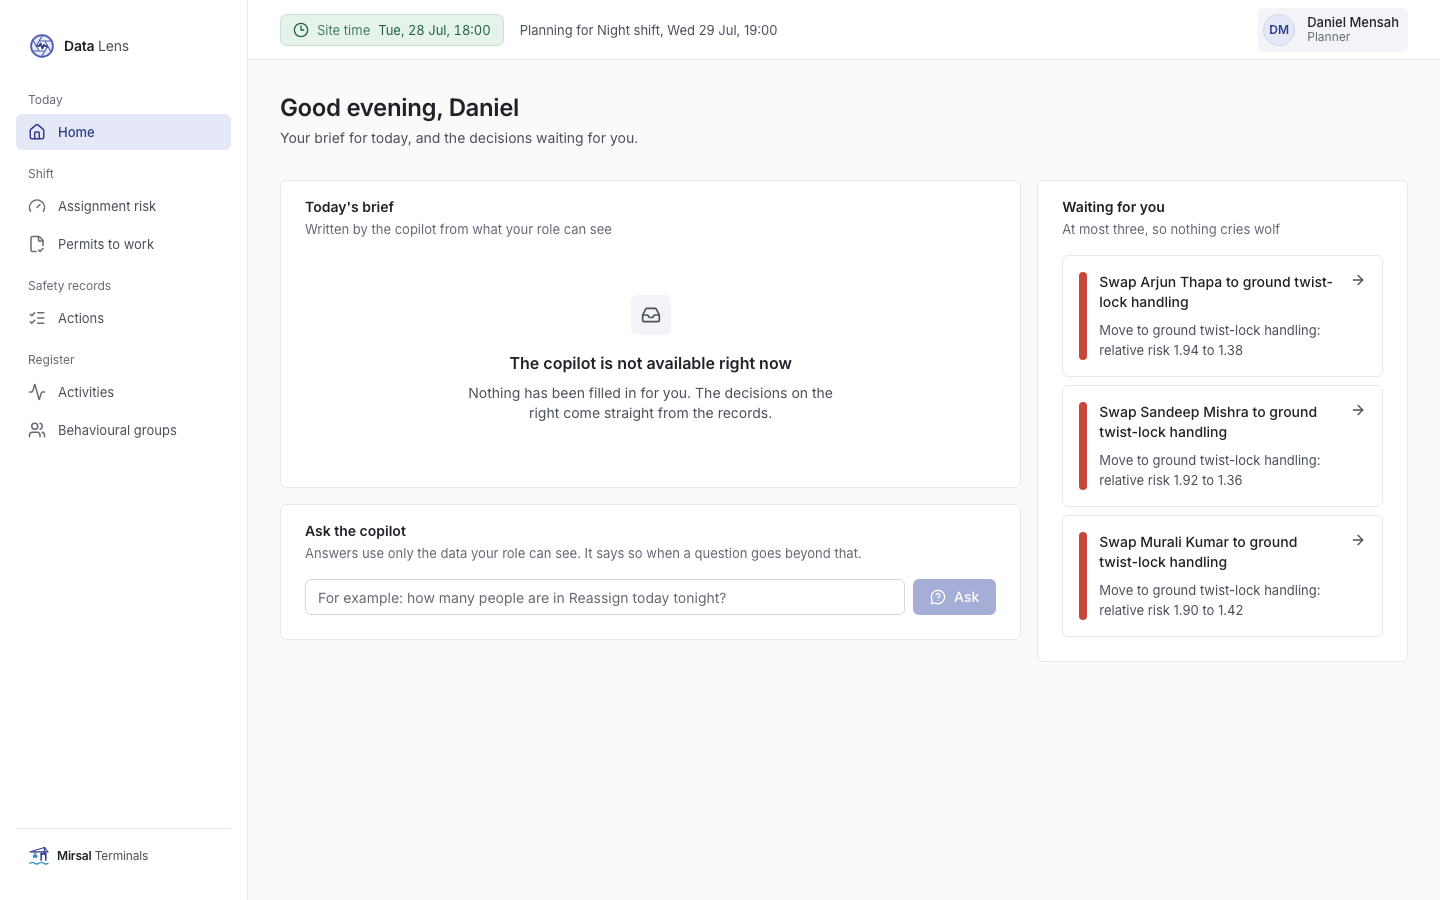 Data Lens
Today
Home
Shift
Assignment risk
Permits to work
Safety records
Actions
Register
Activities
Behavioural groups
Mirsal Terminals
Site time Tue, 28 Jul, 18:00
Planning for Night shift, Wed 29 Jul, 19:00
DM
Daniel Mensah
Planner
Good evening, Daniel
Your brief for today, and the decisions waiting for you.
Today's brief
Written by the copilot from what your role can see
The copilot is not available right now
Nothing has been filled in for you. The decisions on the
right come straight from the records.
Ask the copilot
Answers use only the data your role can see. It says so when a question goes beyond that.
For example: how many people are in Reassign today tonight?
Ask
Waiting for you
At most three, so nothing cries wolf
Swap Arjun Thapa to ground twist-
lock handling
Move to ground twist-lock handling:
relative risk 1.94 to 1.38
Swap Sandeep Mishra to ground
twist-lock handling
Move to ground twist-lock handling:
relative risk 1.92 to 1.36
Swap Murali Kumar to ground
twist-lock handling
Move to ground twist-lock handling:
relative risk 1.90 to 1.42